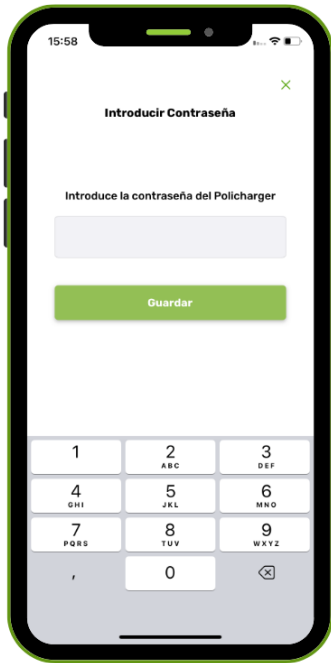 15:58
Introducir Contraseña
Introduce la contraseña del Policharger
Guardar
1 2 3
ABC DEF
4 5 6
GHI JKL MNO
7 8 9
PQRS TUV WXYZ
, 0